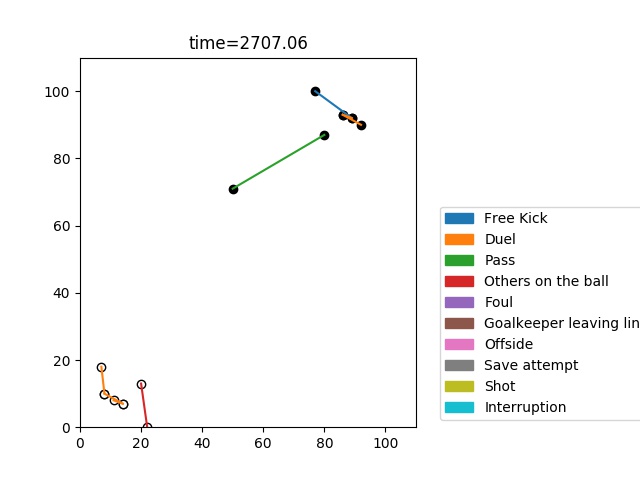 time=2707.06
100
80
60
40
20
0
0 20 40 60 80 100
Free Kick
Duel
Pass
Others on the ball
Foul
Goalkeeper leaving lin
Offside
Save attempt
Shot
Interruption